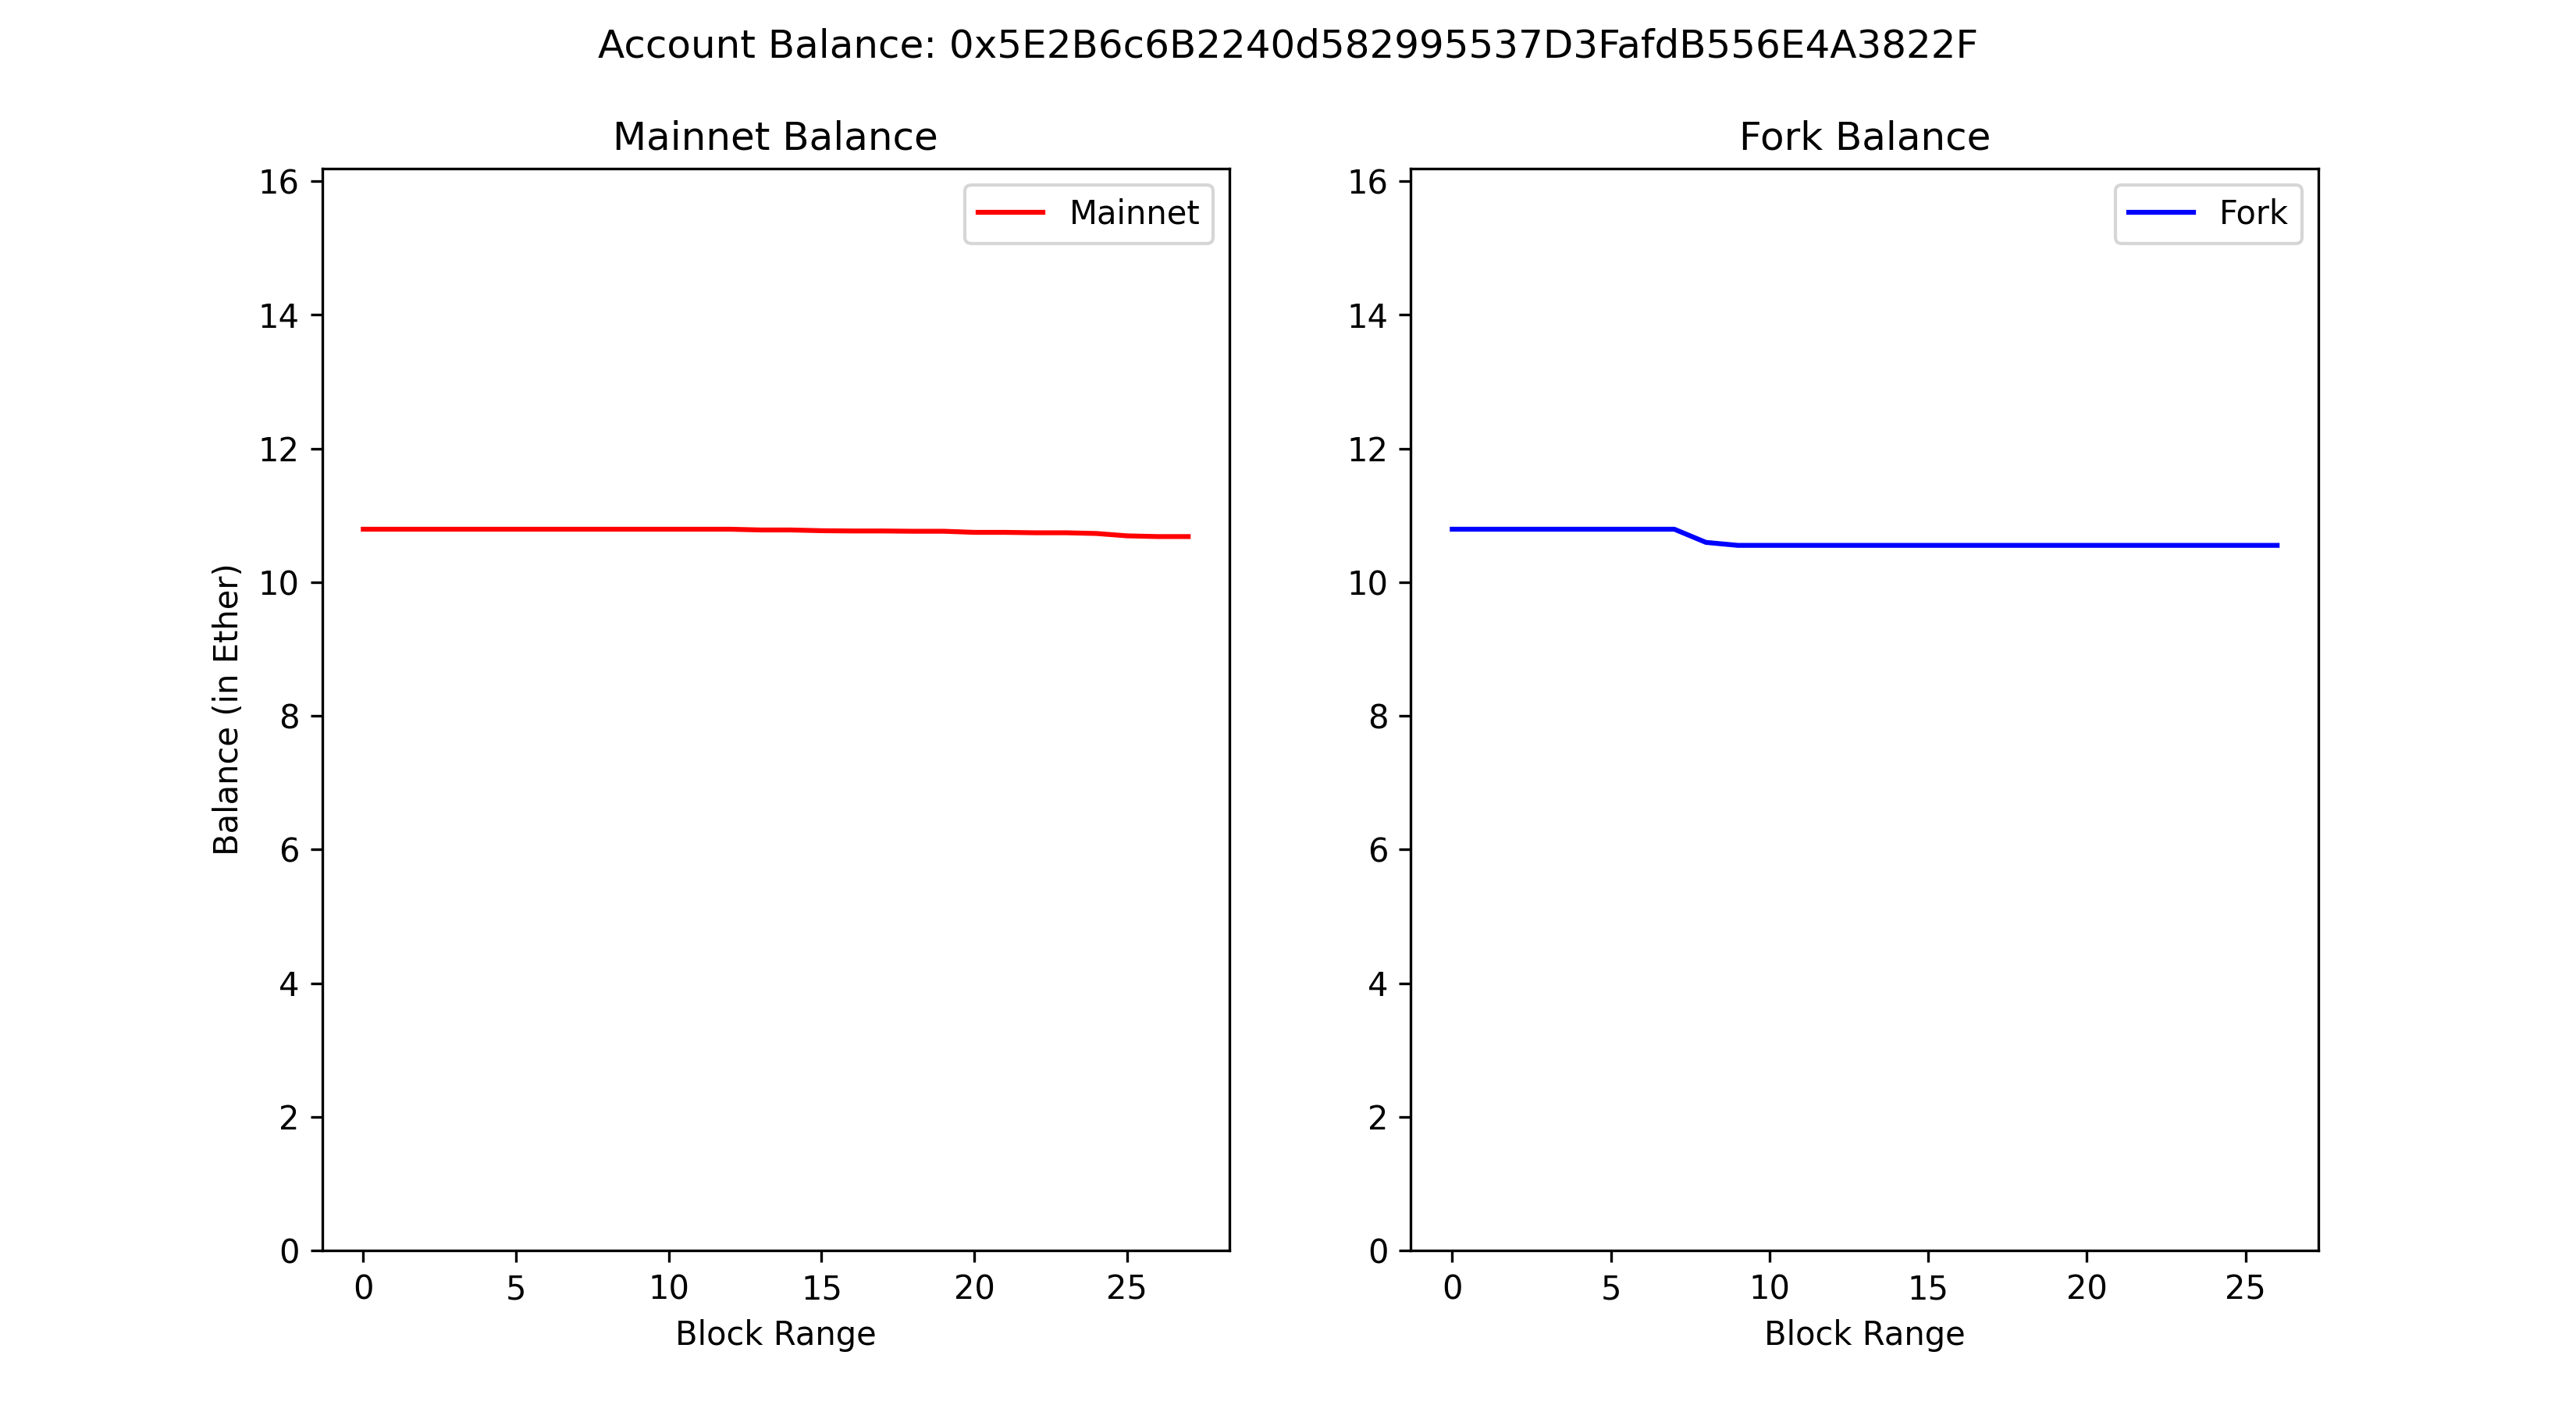 Account Balance: 0x5E2B6c6B2240d582995537D3FafdB556E4A3822F
Mainnet Balance
Mainnet
16
14
12
10
8
6
4
2
0
Balance (in Ether)
0 5 10 15 20 25
Block Range
Fork Balance
Fork
16
14
12
10
8
6
4
2
0
0 5 10 15 20 25
Block Range